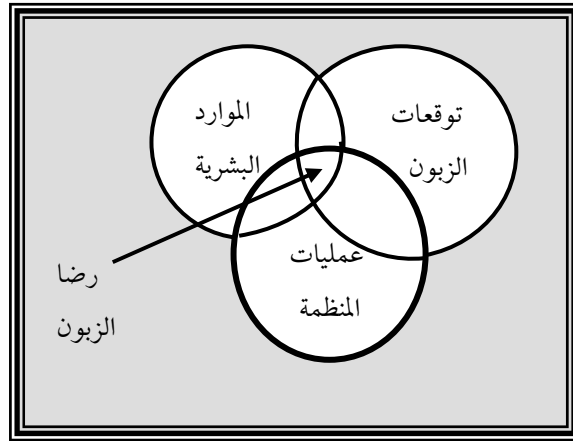 توقعات
الزبون
الموارد
البشرية
عمليات
المنظمة
رضا
الزبون